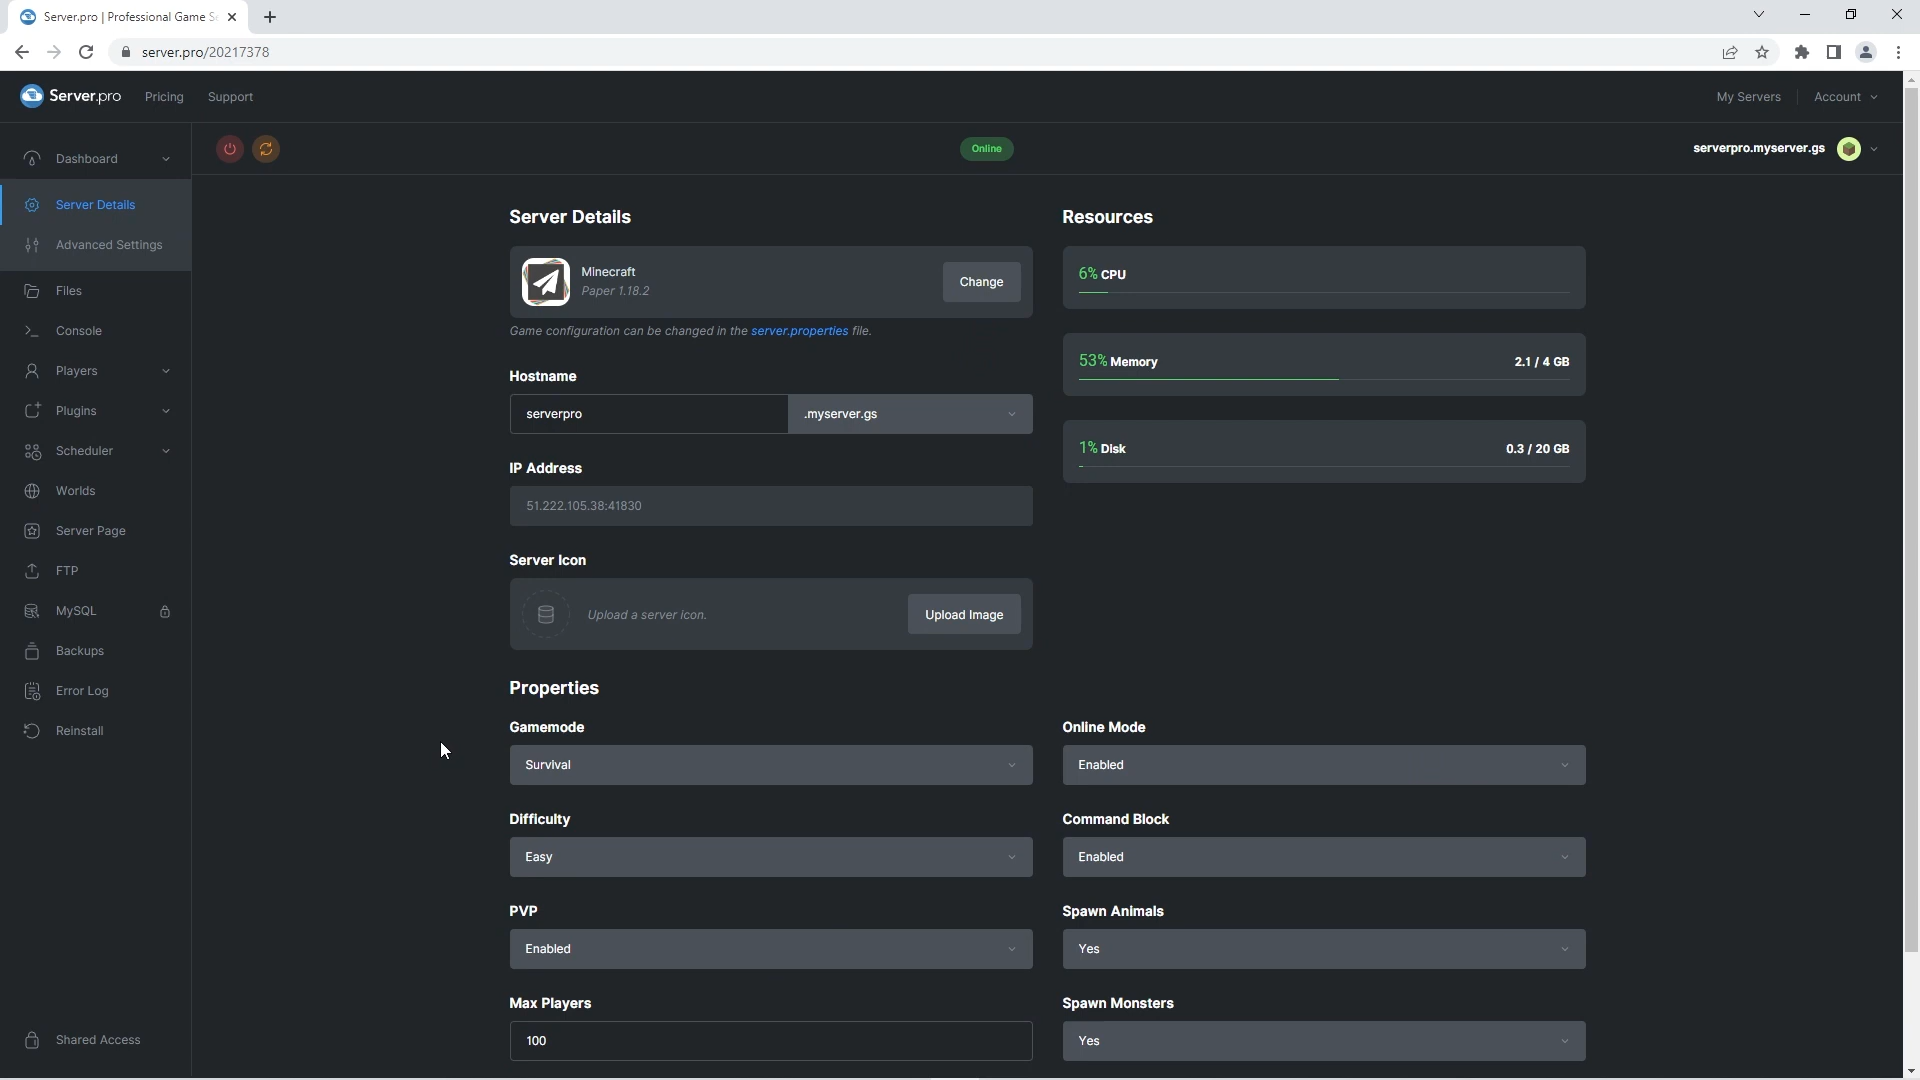 Server.pro | Professional Game S
server.pro/20217378
Server.pro
Pricing
Support
My Servers
Account
Dashboard
Online
serverpro.myserver.gs
Server Details
Advanced Settings
Files
Console
Players
Plugins
Scheduler
Worlds
Server Page
FTP
MySQL
Backups
Error Log
Reinstall
Shared Access
Server Details
Minecraft
Paper 1.18.2
Change
Game configuration can be changed in the server.properties file.
Hostname
serverpro
.myserver.gs
IP Address
51.222.105.38:41830
Server Icon
Upload a server icon.
Upload Image
Resources
6% CPU
53% Memory
2.1 / 4 GB
1% Disk
0.3 / 20 GB
Properties
Gamemode
Survival
Online Mode
Enabled
Difficulty
Easy
Command Block
Enabled
PVP
Enabled
Spawn Animals
Yes
Max Players
100
Spawn Monsters
Yes